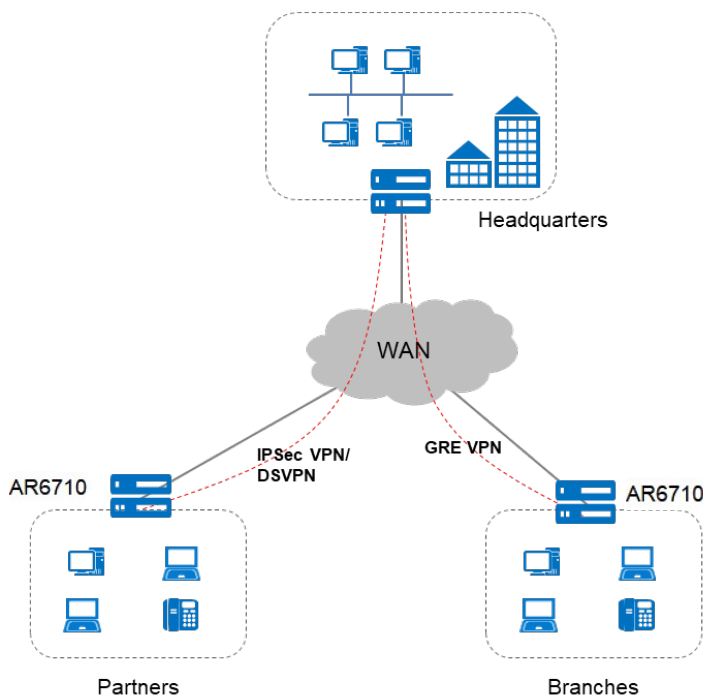 Headquarters
WAN
IPSec VPN/
DSVPN
GRE VPN
AR6710
AR6710
Partners
Branches